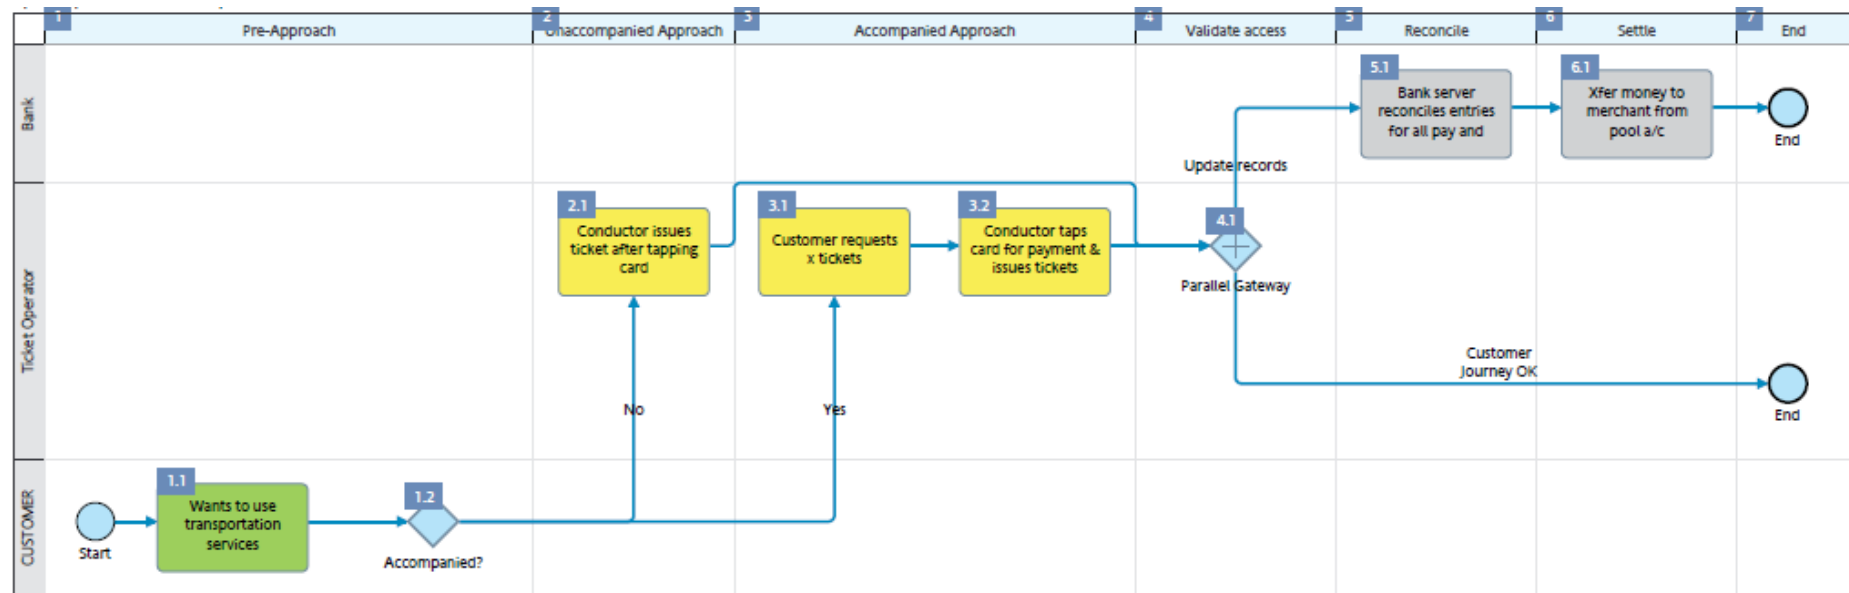 1
Pre-Approach
2
Unaccompanied Approach
3
Accompanied Approach
4
Validate access
5
Reconcile
6
Settle
7
End
Bank
5.1
Bank server
reconciles entries
for all pay and
6.1
Xfer money to
merchant from
pool a/c
End
Update records
Ticket Operator
2.1
Conductor issues
ticket after tapping
card
3.1
Customer requests
x tickets
3.2
Conductor taps
card for payment &
issues tickets
4.1
Parallel Gateway
Customer
Journey OK
End
No
Yes
CUSTOMER
Start
1.1
Wants to use
transportation
services
1.2
Accompanied?